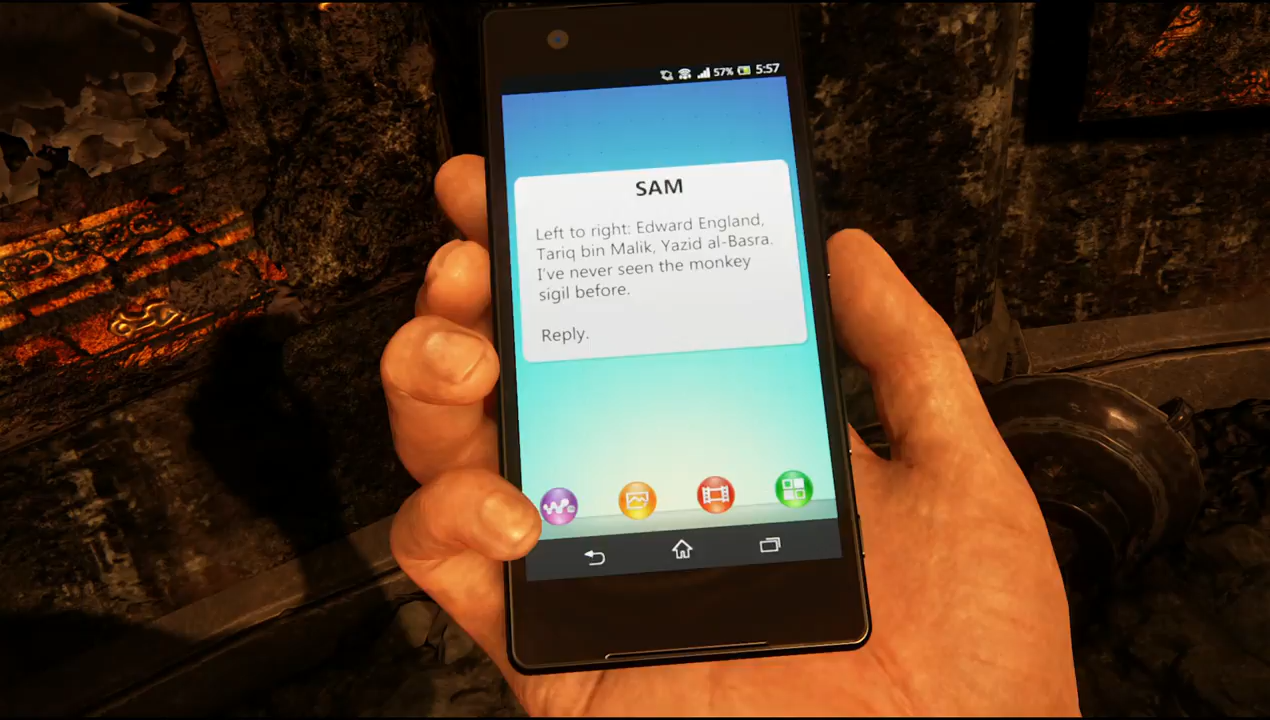 57% 5:57
SAM
Left to right: Edward England,
Tariq bin Malik, Yazid al-Basra.
I've never seen the monkey
sigil before.
Reply.